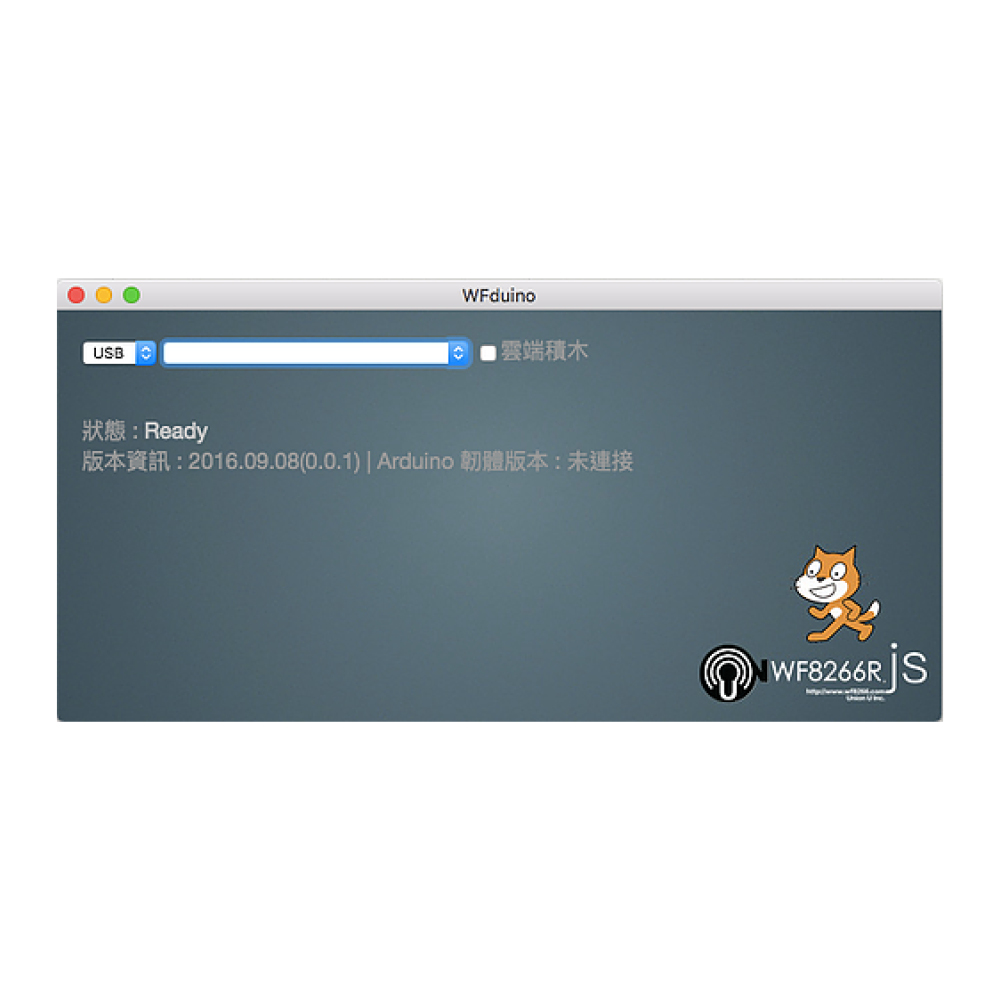 WFduino
USB
雲端積木
狀態 : Ready
版本資訊 : 2016.09.08(0.0.1) | Arduino 韌體版本 : 未連接
WF8266R.js
http://www.wf8266.com
Union U Inc.